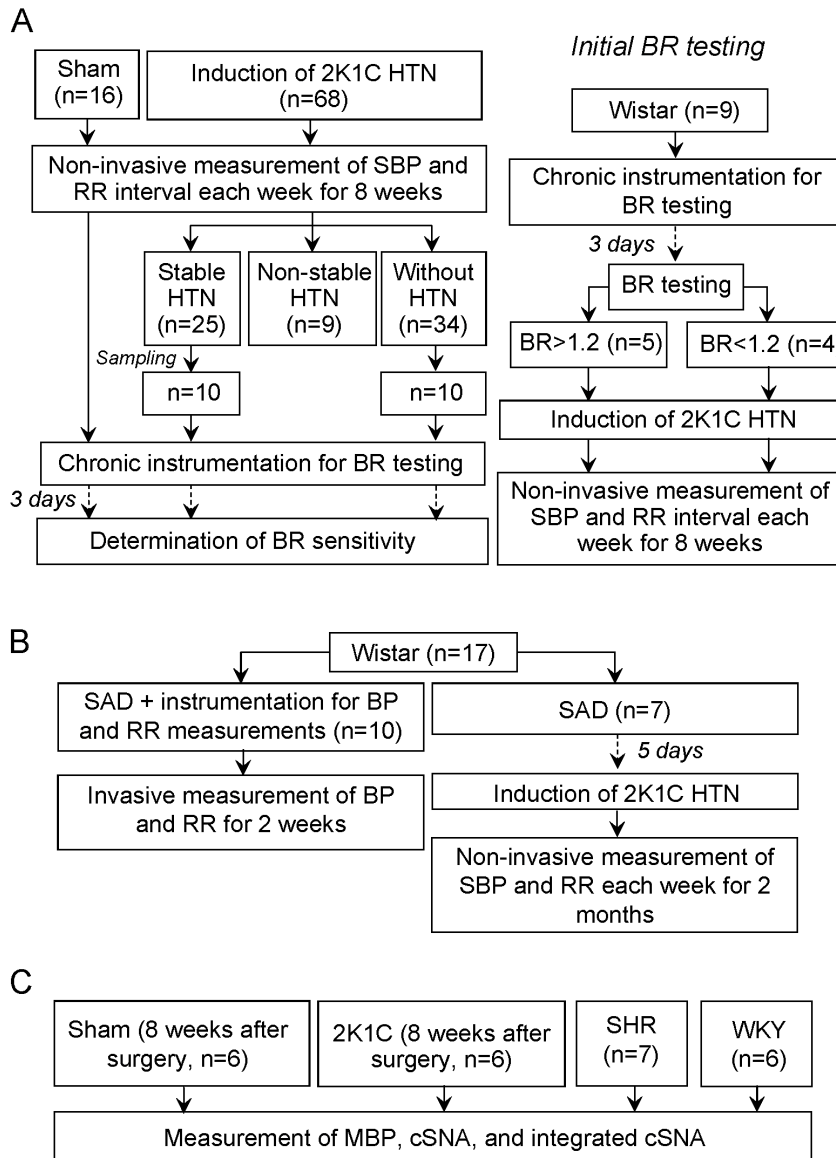 A
Sham
(n=16)
Induction of 2K1C HTN
(n=68)
Non-invasive measurement of SBP and
RR interval each week for 8 weeks
Stable
HTN
(n=25)
Non-stable
HTN
(n=9)
Without
HTN
(n=34)
Sampling
n=10
n=10
Chronic instrumentation for BR testing
3 days
Determination of BR sensitivity
Initial BR testing
Wistar (n=9)
Chronic instrumentation for
BR testing
3 days
BR testing
BR>1.2 (n=5)
BR<1.2 (n=4
Induction of 2K1C HTN
Non-invasive measurement of
SBP and RR interval each
week for 8 weeks
B
Wistar (n=17)
SAD + instrumentation for BP
and RR measurements (n=10)
Invasive measurement of BP
and RR for 2 weeks
SAD (n=7)
5 days
Induction of 2K1C HTN
Non-invasive measurement of
SBP and RR each week for 2
months
C
Sham (8 weeks after
surgery, n=6)
2K1C (8 weeks after
surgery, n=6)
SHR
(n=7)
WKY
(n=6)
Measurement of MBP, cSNA, and integrated cSNA